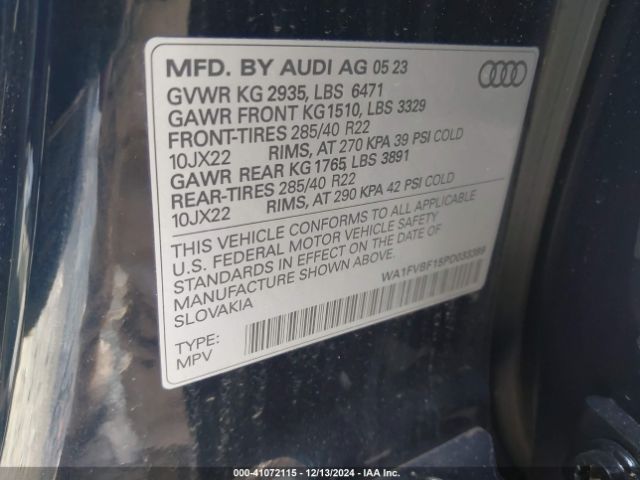 MFD. BY AUDI AG 05 23
GVWR KG 2935, LBS 6471
GAWR FRONT KG1510, LBS 3329
FRONT-TIRES 285/40 R22
10JX22 RIMS, AT 270 KPA 39 PSI COLD
GAWR REAR KG 1765, LBS 3891
REAR-TIRES 285/40 R22
10JX22 RIMS, AT 290 KPA 42 PSI COLD
THIS VEHICLE CONFORMS TO ALL APPLICABLE
U.S. FEDERAL MOTOR VEHICLE SAFETY
STANDARDS IN EFFECT ON THE DATE OF
MANUFACTURE SHOWN ABOVE.
SLOVAKIA
WA1FVBF15PD033399
TYPE:
MPV
000-41072115 - 12/13/2024 - IAA Inc.